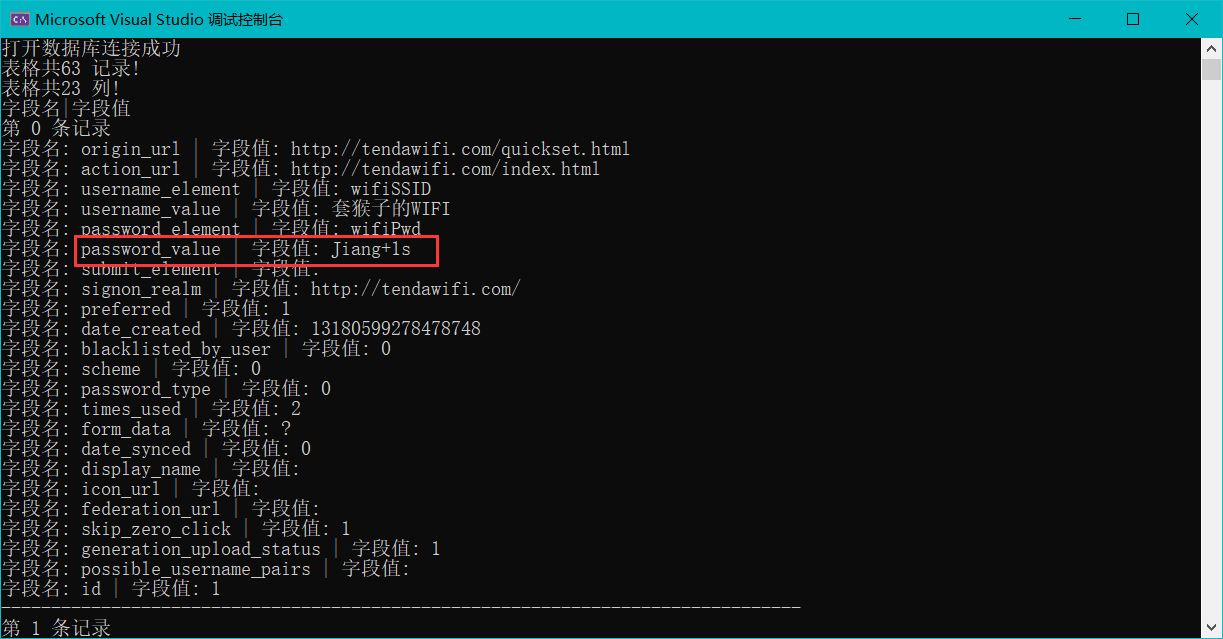 Microsoft Visual Studio 调试控制台
打开数据库连接成功
表格共63 记录!
表格共23 列!
字段名|字段值
第 0 条记录
字段名: origin_url | 字段值: http://tendawifi.com/quickset.html
字段名: action_url | 字段值: http://tendawifi.com/index.html
字段名: username_element | 字段值: wifiSSID
字段名: username_value | 字段值: 套猴子的WIFI
字段名: password_element | 字段值: wifiPwd
字段名: password_value | 字段值: Jiang+1s
字段名: submit_element | 字段值:
字段名: signon_realm | 字段值: http://tendawifi.com/
字段名: preferred | 字段值: 1
字段名: date_created | 字段值: 13180599278478748
字段名: blacklisted_by_user | 字段值: 0
字段名: scheme | 字段值: 0
字段名: password_type | 字段值: 0
字段名: times_used | 字段值: 2
字段名: form_data | 字段值: ?
字段名: date_synced | 字段值: 0
字段名: display_name | 字段值:
字段名: icon_url | 字段值:
字段名: federation_url | 字段值:
字段名: skip_zero_click | 字段值: 1
字段名: generation_upload_status | 字段值: 1
字段名: possible_username_pairs | 字段值:
字段名: id | 字段值: 1
--------------------------------------------------------------------------------
第 1 条记录